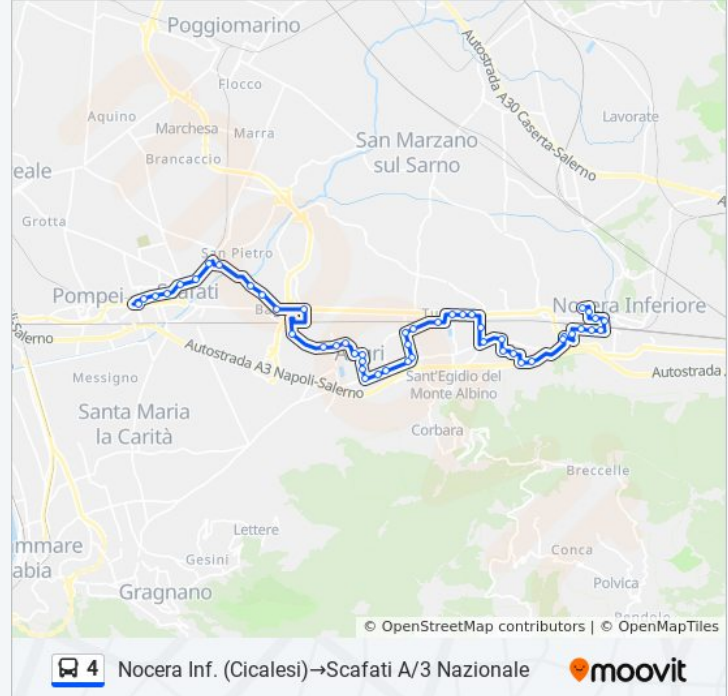 Poggiomarino
Flocco
Aquino
Marchesa
Marra
Autostrada A30 Caserta-Salerno
Lavorate
Brancaccio
San Marzano
sul Sarno
eale
Grotta
San Pietro
Pompei
Scafati
Nocera Inferiore
Salerno
Messigno
Autostrada A3 Napoli-Salerno
Sant'Egidio del
Monte Albino
Autostrada
Santa Maria
la Carità
Corbara
Breccelle
Lettere
mmare
abia
Gesini
Conca
Gragnano
Polvica
© OpenStreetMap contributors | © OpenMapTiles
4 Nocera Inf. (Cicalesi)→Scafati A/3 Nazionale
moovit